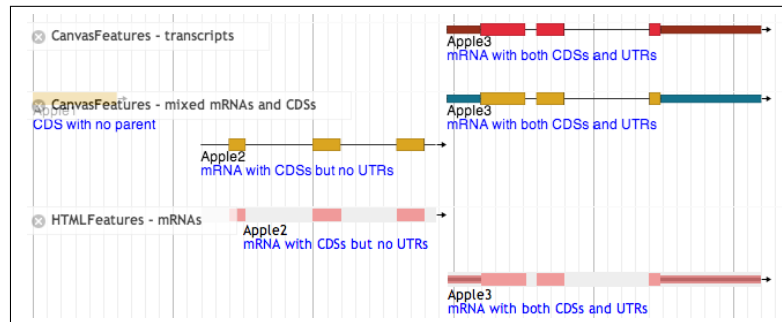 CanvasFeatures - transcripts
Apple3
mRNA with both CDSs and UTRs
CanvasFeatures - mixed mRNAs and CDSs
Apple1
CDS with no parent
Apple3
mRNA with both CDSs and UTRs
Apple2
mRNA with CDSs but no UTRs
HTMLFeatures - mRNAs
Apple2
mRNA with CDSs but no UTRs
Apple3
mRNA with both CDSs and UTRs